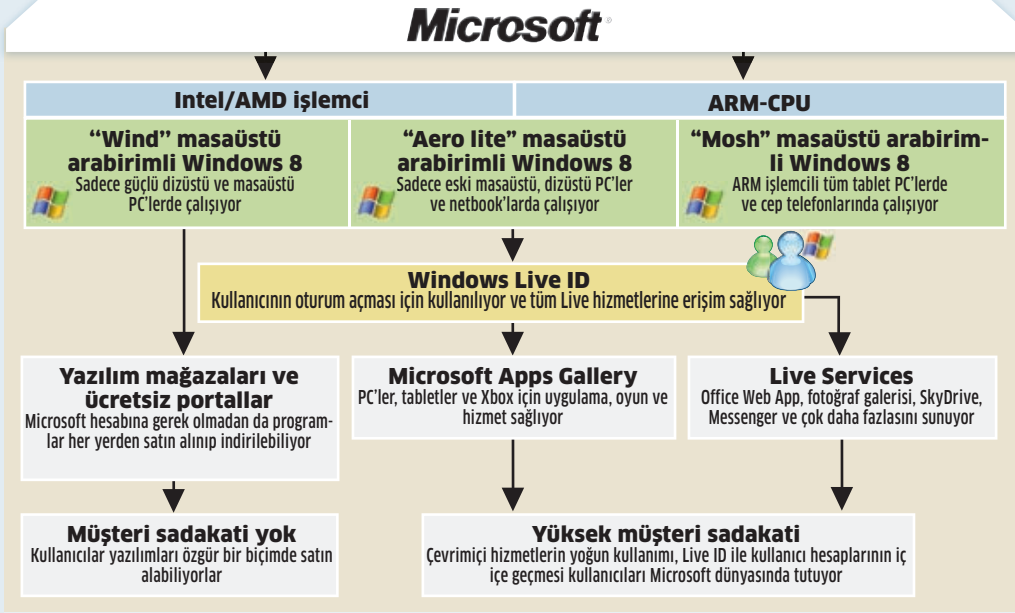 Microsoft
Intel/AMD işlemci
ARM-CPU
“Wind” masaüstü
arabirimli Windows 8
Sadece güçlü dizüstü ve masaüstü
PC'lerde çalışıyor
“Aero lite” masaüstü
arabirimli Windows 8
Sadece eski masaüstü, dizüstü PC'ler
ve netbook'larda çalışıyor
“Mosh” masaüstü arabirim-
li Windows 8
ARM işlemcili tüm tablet PC'lerde
ve cep telefonlarında çalışıyor
Windows Live ID
Kullanıcının oturum açması için kullanılıyor ve tüm Live hizmetlerine erişim sağlıyor
Yazılım mağazaları ve
ücretsiz portallar
Microsoft hesabına gerek olmadan da program-
lar her yerden satın alınıp indirilebiliyor
Microsoft Apps Gallery
PC'ler, tabletler ve Xbox için uygulama, oyun ve
hizmet sağlıyor
Live Services
Office Web App, fotoğraf galerisi, SkyDrive,
Messenger ve çok daha fazlasını sunuyor
Müşteri sadakati yok
Kullanıcılar yazılımları özgür bir biçimde satın
alabiliyorlar
Yüksek müşteri sadakati
Çevrimiçi hizmetlerin yoğun kullanımı, Live ID ile kullanıcı hesaplarının iç
içe geçmesi kullanıcıları Microsoft dünyasında tutuyor